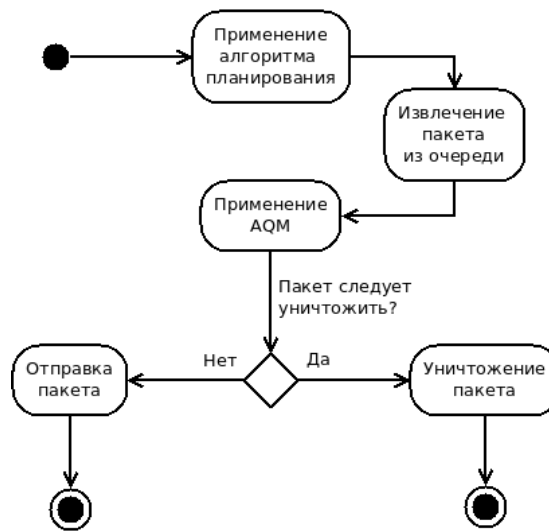 Применение
алгоритма
планирования
Извлечение
пакета
из очереди
Применение
AQM
Пакет следует
уничтожить?
Нет
Да
Отправка
пакета
Уничтожение
пакета